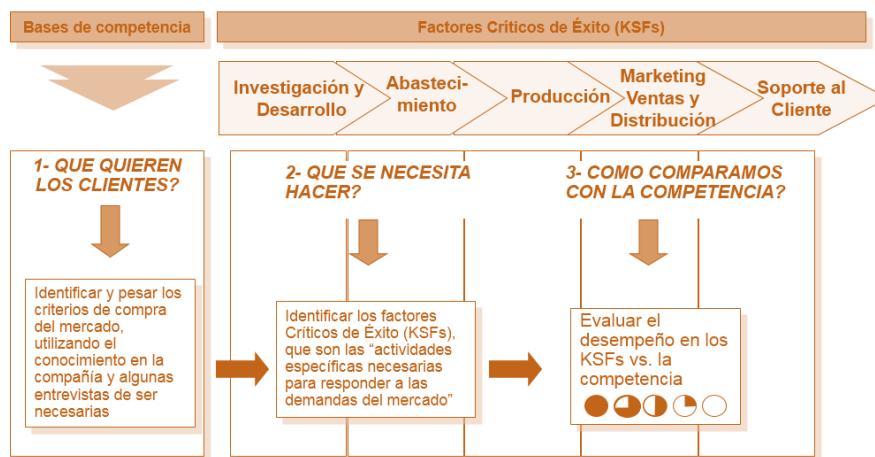 Bases de competencia
Factores Críticos de Éxito (KSFs)
Investigación y
Desarrollo
Abasteci-
miento
Producción
Marketing
Ventas y
Distribución
Soporte al
Cliente
1- QUE QUIEREN
LOS CLIENTES?
2- QUE SE NECESITA
HACER?
3- COMO COMPARAMOS
CON LA COMPETENCIA?
Identificar y pesar los
criterios de compra
del mercado,
utilizando el
conocimiento en la
compañía y algunas
entrevistas de ser
necesarias
Identificar los factores
Críticos de Éxito (KSFs),
que son las “actividades
específicas necesarias
para responder a las
demandas del mercado”
Evaluar el
desempeño en los
KSFs vs. la
competencia